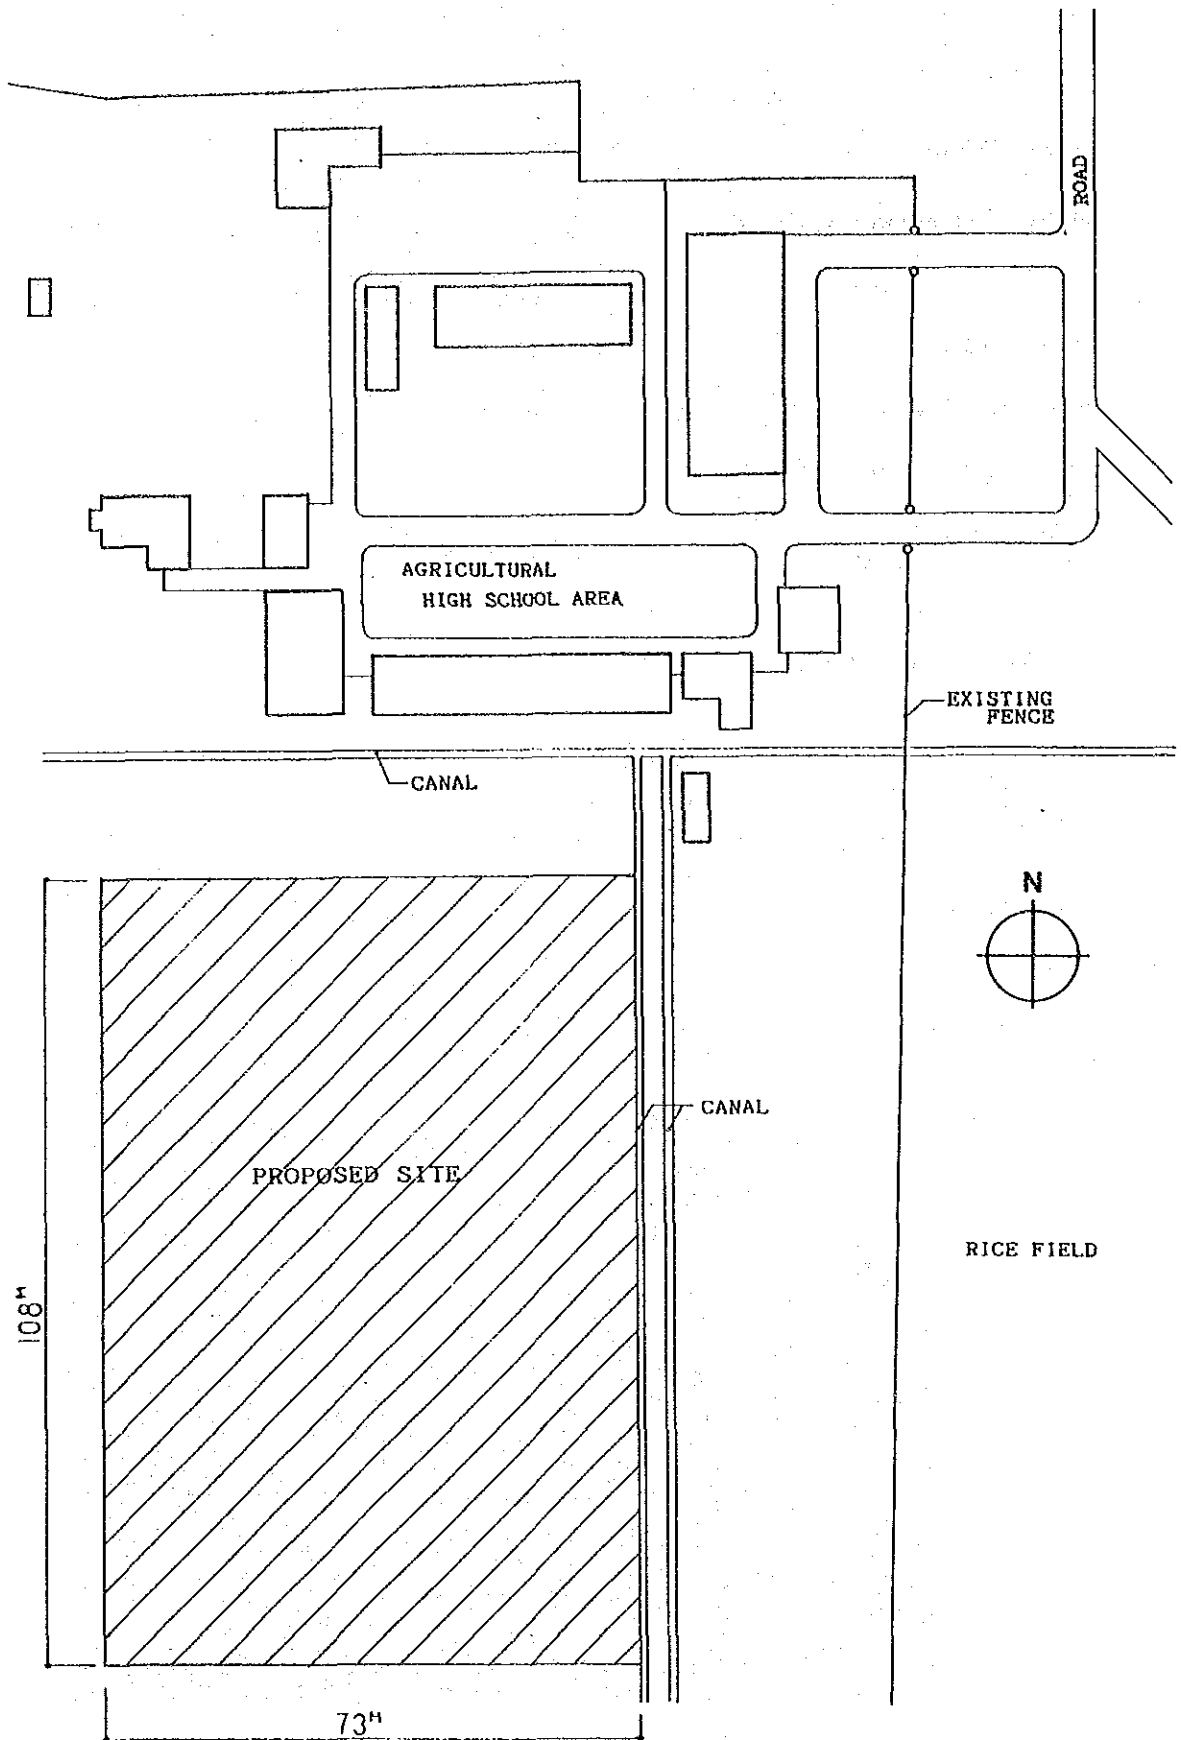 ROAD
AGRICULTURAL
HIGH SCHOOL AREA
EXISTING
FENCE
CANAL
N
CANAL
PROPOSED SITE
RICE FIELD
108M
73M